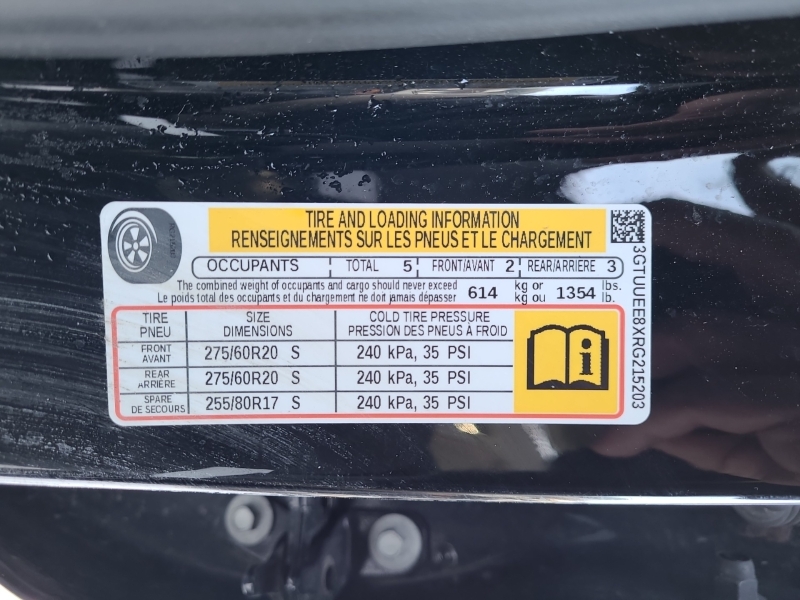 TIRE AND LOADING INFORMATION
RENSEIGNEMENTS SUR LES PNEUS ET LE CHARGEMENT
OCCUPANTS TOTAL 5 FRONT/AVANT 2 REAR/ARRIÈRE 3
The combined weight of occupants and cargo should never exceed 614 kg or 1354 lbs.
Le poids total des occupants et du chargement ne doit jamais dépasser kg ou lb.
TIRE SIZE COLD TIRE PRESSURE
PNEU DIMENSIONS PRESSION DES PNEUS À FROID
FRONT
AVANT 275/60R20 S 240 kPa, 35 PSI
REAR
ARRIÈRE 275/60R20 S 240 kPa, 35 PSI
SPARE
DE SECOURS 255/80R17 S 240 kPa, 35 PSI
3GTUUEE8XRG215203